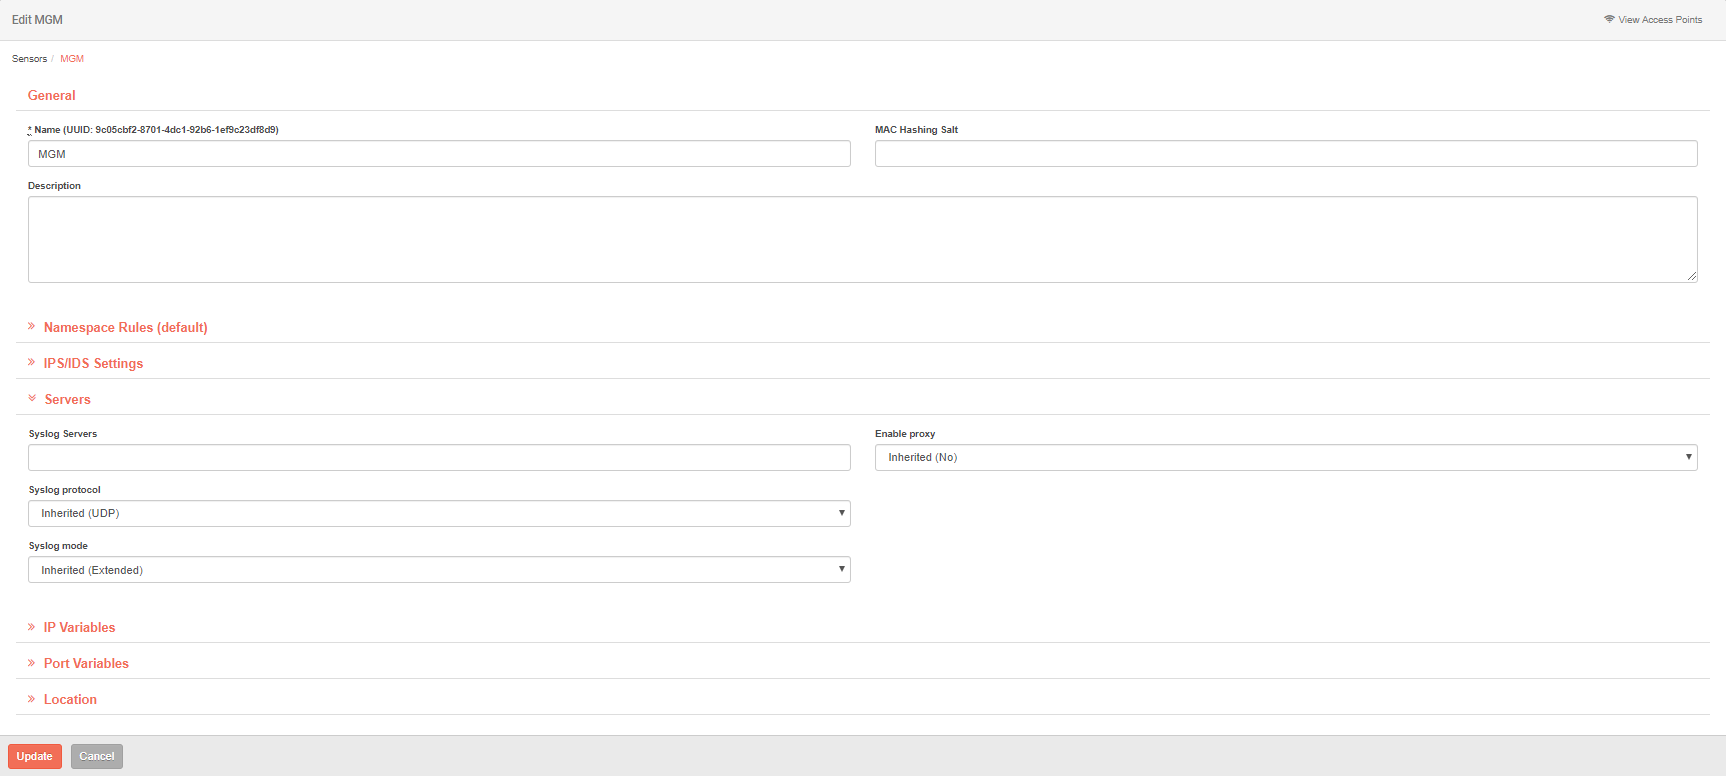 Edit MGM
View Access Points
Sensors / MGM
General
* Name (UUID: 9c05cbf2-8701-4dc1-92b6-1ef9c23df8d9)
MAC Hashing Salt
MGM
Description
Namespace Rules (default)
IPS/IDS Settings
Servers
Syslog Servers
Enable proxy
Inherited (No)
Syslog protocol
Inherited (UDP)
Syslog mode
Inherited (Extended)
IP Variables
Port Variables
Location
Update
Cancel